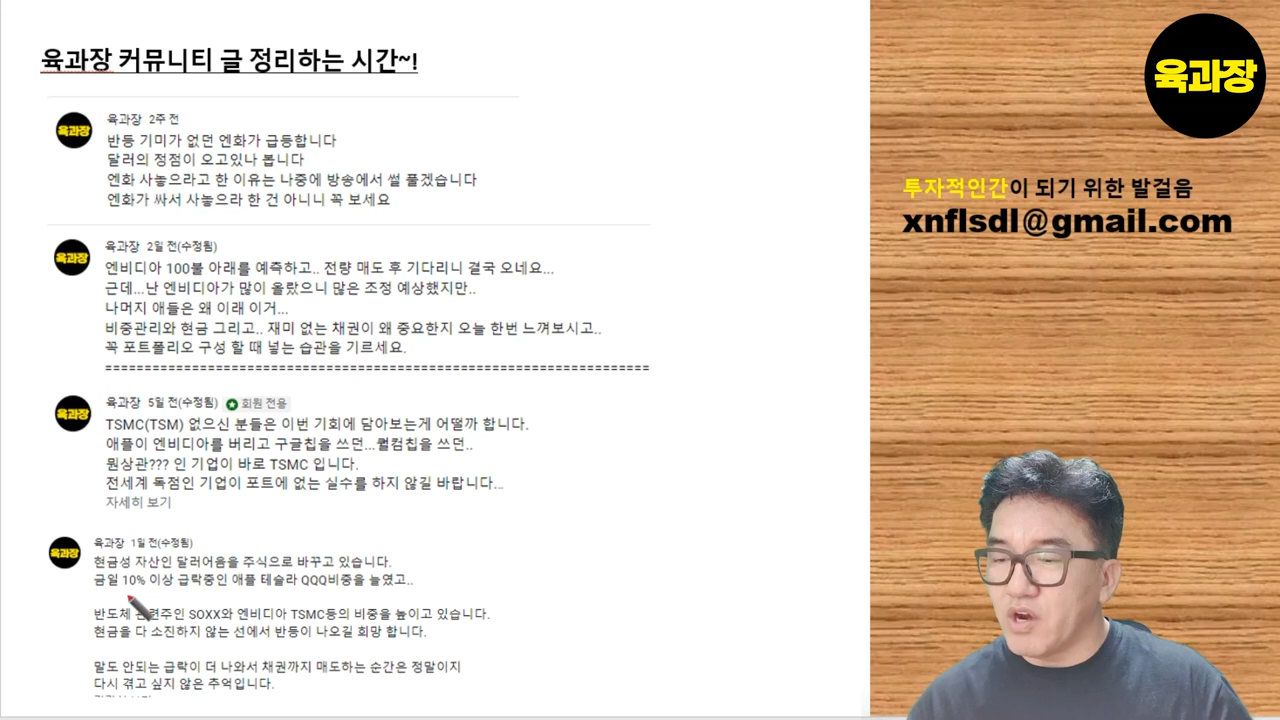 육과장 커뮤니티 글 정리하는 시간~!
육과장
육과장 2주 전
반등 기미가 없던 엔화가 급등합니다
달러의 정점이 오고있나 봅니다
엔화 사놓으라고 한 이유는 나중에 방송에서 썰 풀겠습니다
엔화가 싸서 사놓으라 한 건 아니니 꼭 보세요
육과장
육과장 2일 전(수정됨)
엔비디아 100불 아래를 예측하고.. 전량 매도 후 기다리니 결국 오네요...
근데...난 엔비디아가 많이 올랐으니 많은 조정 예상했지만..
나머지 애들은 왜 이래 이거...
비중관리와 현금 그리고.. 재미 없는 채권이 왜 중요한지 오늘 한번 느껴보시고..
꼭 포트폴리오 구성 할 때 넣는 습관을 기르세요.
======================================================================
육과장
육과장 5일 전(수정됨) 회원 전용
TSMC(TSM) 없으신 분들은 이번 기회에 담아보는게 어떨까 합니다.
애플이 엔비디아를 버리고 구글칩을 쓰던...퀄컴칩을 쓰던..
뭔상관??? 인 기업이 바로 TSMC 입니다.
전세계 독점인 기업이 포트에 없는 실수를 하지 않길 바랍니다...
자세히 보기
육과장
육과장 1일 전(수정됨)
현금성 자산인 달러어음을 주식으로 바꾸고 있습니다.
금일 10% 이상 급락중인 애플 테슬라 QQQ비중을 늘였고..
반도체 관련주인 SOXX와 엔비디아 TSMC등의 비중을 높이고 있습니다.
현금을 다 소진하지 않는 선에서 반등이 나오길 희망 합니다.
말도 안되는 급락이 더 나와서 채권까지 매도하는 순간은 정말이지
다시 겪고 싶지 않은 추억입니다.
육과장
투자적인간이 되기 위한 발걸음
xnflsdl@gmail.com